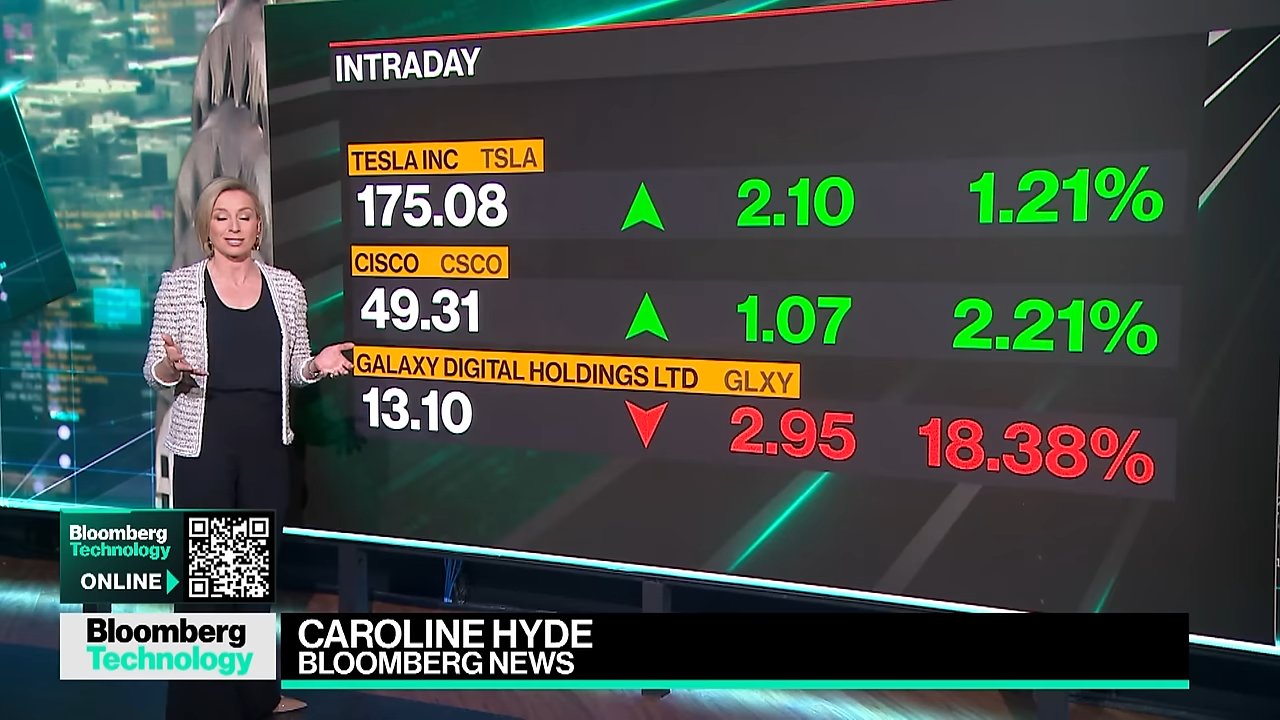 INTRADAY
TESLA INC TSLA
175.08 2.10 1.21%
CISCO CSCO
49.31 1.07 2.21%
GALAXY DIGITAL HOLDINGS LTD GLXY
13.10 2.95 18.38%
Bloomberg
Technology
ONLINE
Bloomberg
Technology
CAROLINE HYDE
BLOOMBERG NEWS